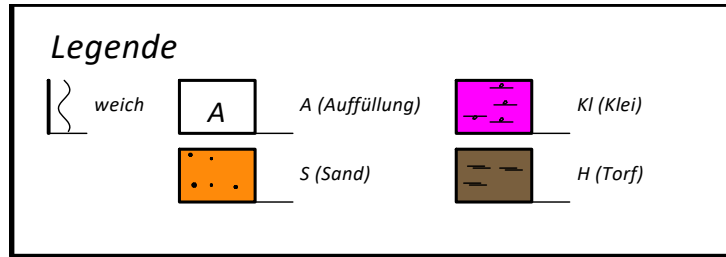 Legende
weich
A
A (Auffüllung)
Kl (Klei)
S (Sand)
H (Torf)